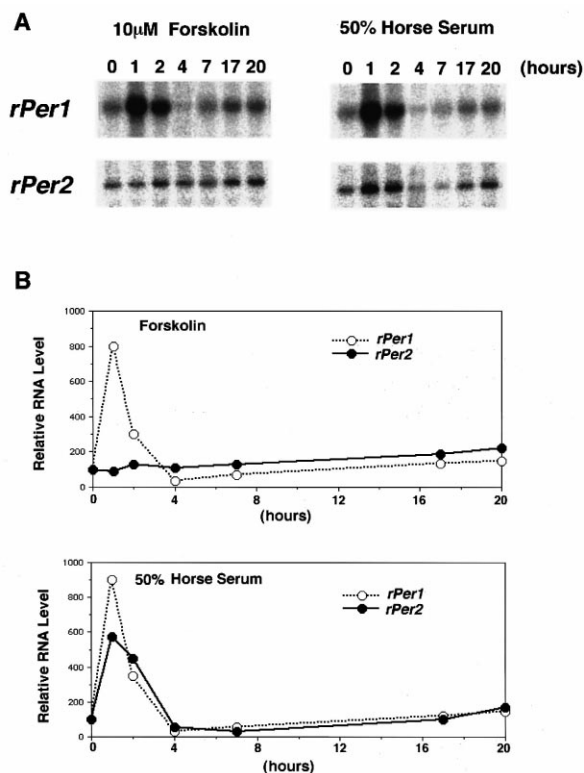 A
10μM Forskolin
50% Horse Serum
0 1 2 4 7 17 20
0 1 2 4 7 17 20
(hours)
rPer1
rPer2
B
1000
800
600
400
200
0
Relative RNA Level
Forskolin
rPer1
rPer2
0 4 8 12 16 20
(hours)
1000
800
600
400
200
0
Relative RNA Level
50% Horse Serum
rPer1
rPer2
0 4 8 12 16 20
(hours)